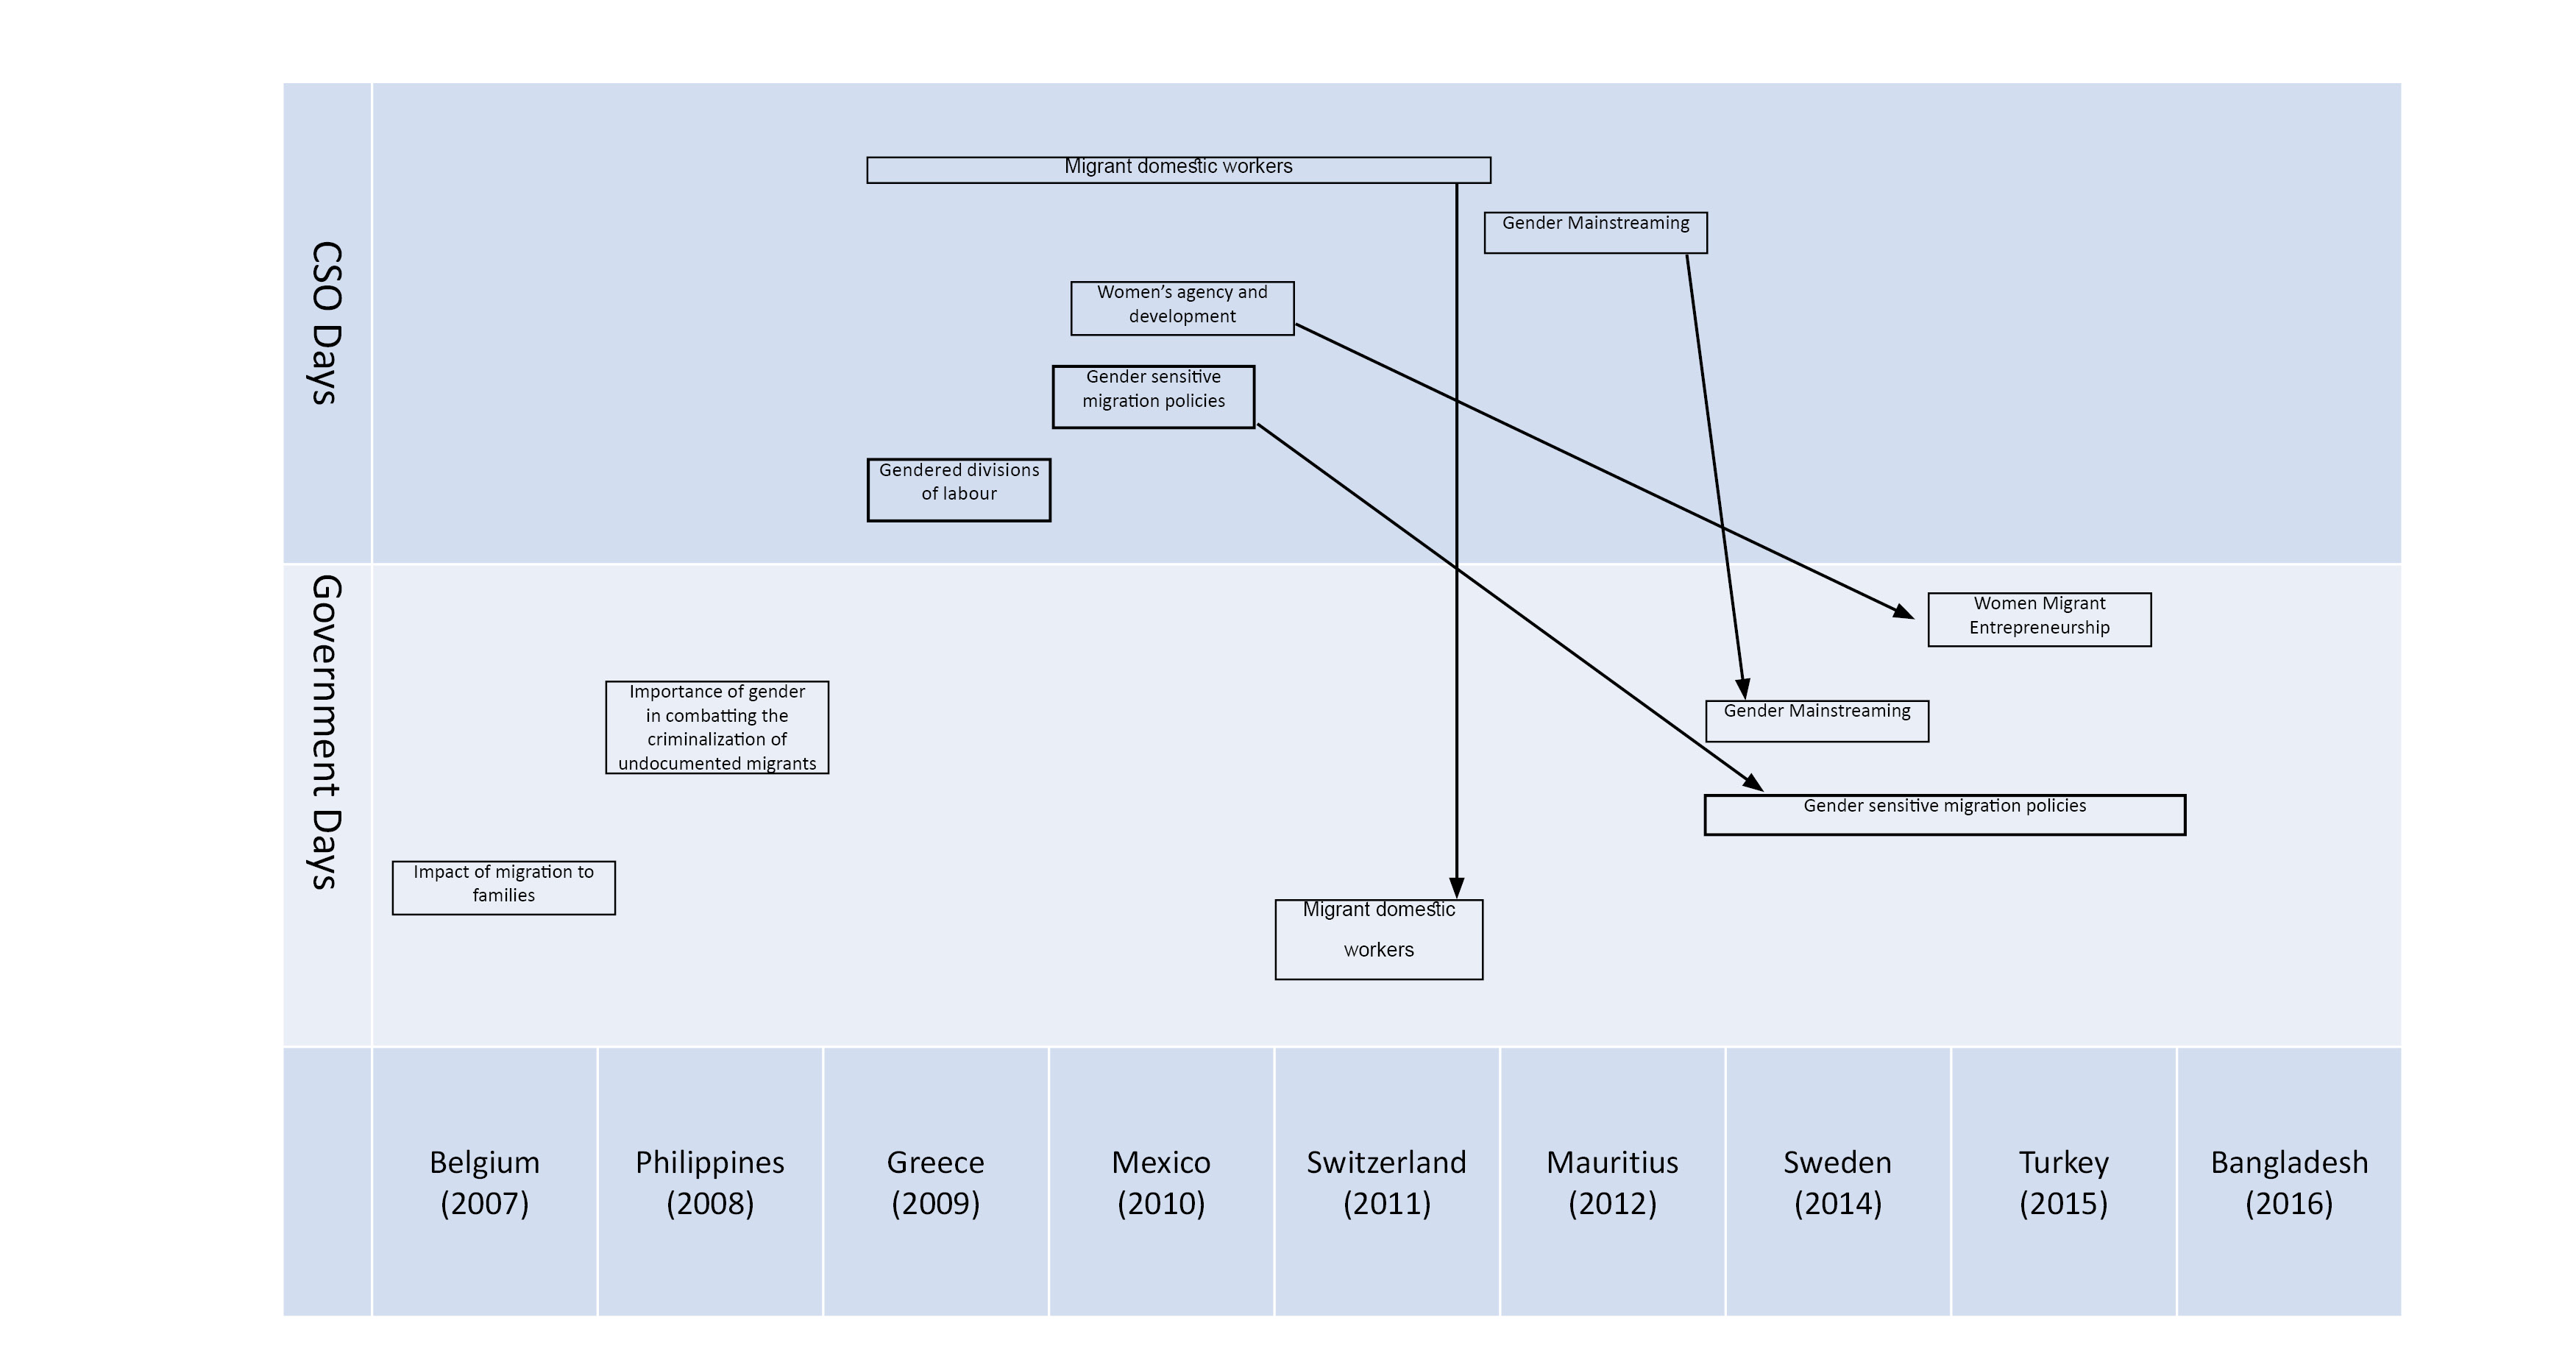 CSO Days
Migrant domestic workers
Gender Mainstreaming
Women’s agency and
development
Gender sensitive
migration policies
Gendered divisions
of labour
Government Days
Women Migrant
Entrepreneurship
Importance of gender
in combatting the
criminalization of
undocumented migrants
Gender Mainstreaming
Gender sensitive migration policies
Impact of migration to
families
Migrant domestic
workers
Belgium
(2007)
Philippines
(2008)
Greece
(2009)
Mexico
(2010)
Switzerland
(2011)
Mauritius
(2012)
Sweden
(2014)
Turkey
(2015)
Bangladesh
(2016)